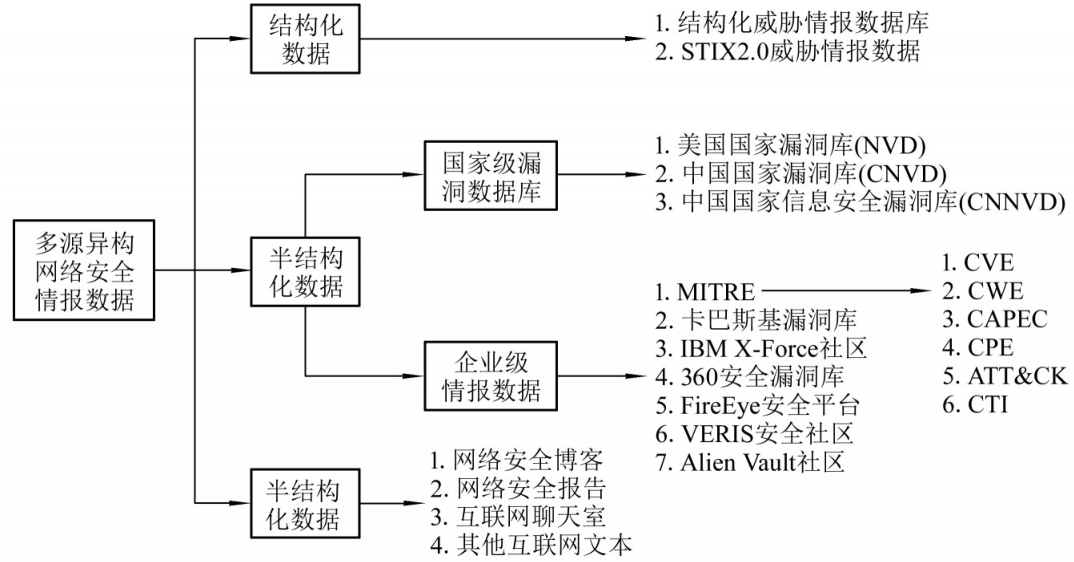 结构化
数据
1. 结构化威胁情报数据库
2. STIX2.0威胁情报数据
国家级漏
洞数据库
1. 美国国家漏洞库(NVD)
2. 中国国家漏洞库(CNVD)
3. 中国国家信息安全漏洞库(CNNVD)
多源异构
网络安全
情报数据
半结构
化数据
企业级
情报数据
1. MITRE
2. 卡巴斯基漏洞库
3. IBM X-Force社区
4. 360安全漏洞库
5. FireEye安全平台
6. VERIS安全社区
7. Alien Vault社区
1. CVE
2. CWE
3. CAPEC
4. CPE
5. ATT&CK
6. CTI
半结构
化数据
1. 网络安全博客
2. 网络安全报告
3. 互联网聊天室
4. 其他互联网文本